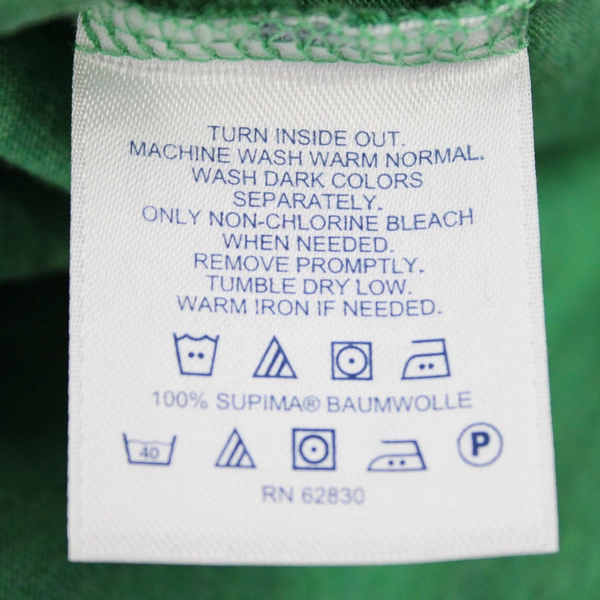 TURN INSIDE OUT.
MACHINE WASH WARM NORMAL.
WASH DARK COLORS
SEPARATELY.
ONLY NON-CHLORINE BLEACH
WHEN NEEDED.
REMOVE PROMPTLY.
TUMBLE DRY LOW.
WARM IRON IF NEEDED.
100% SUPIMA® BAUMWOLLE
40 P
RN 62830